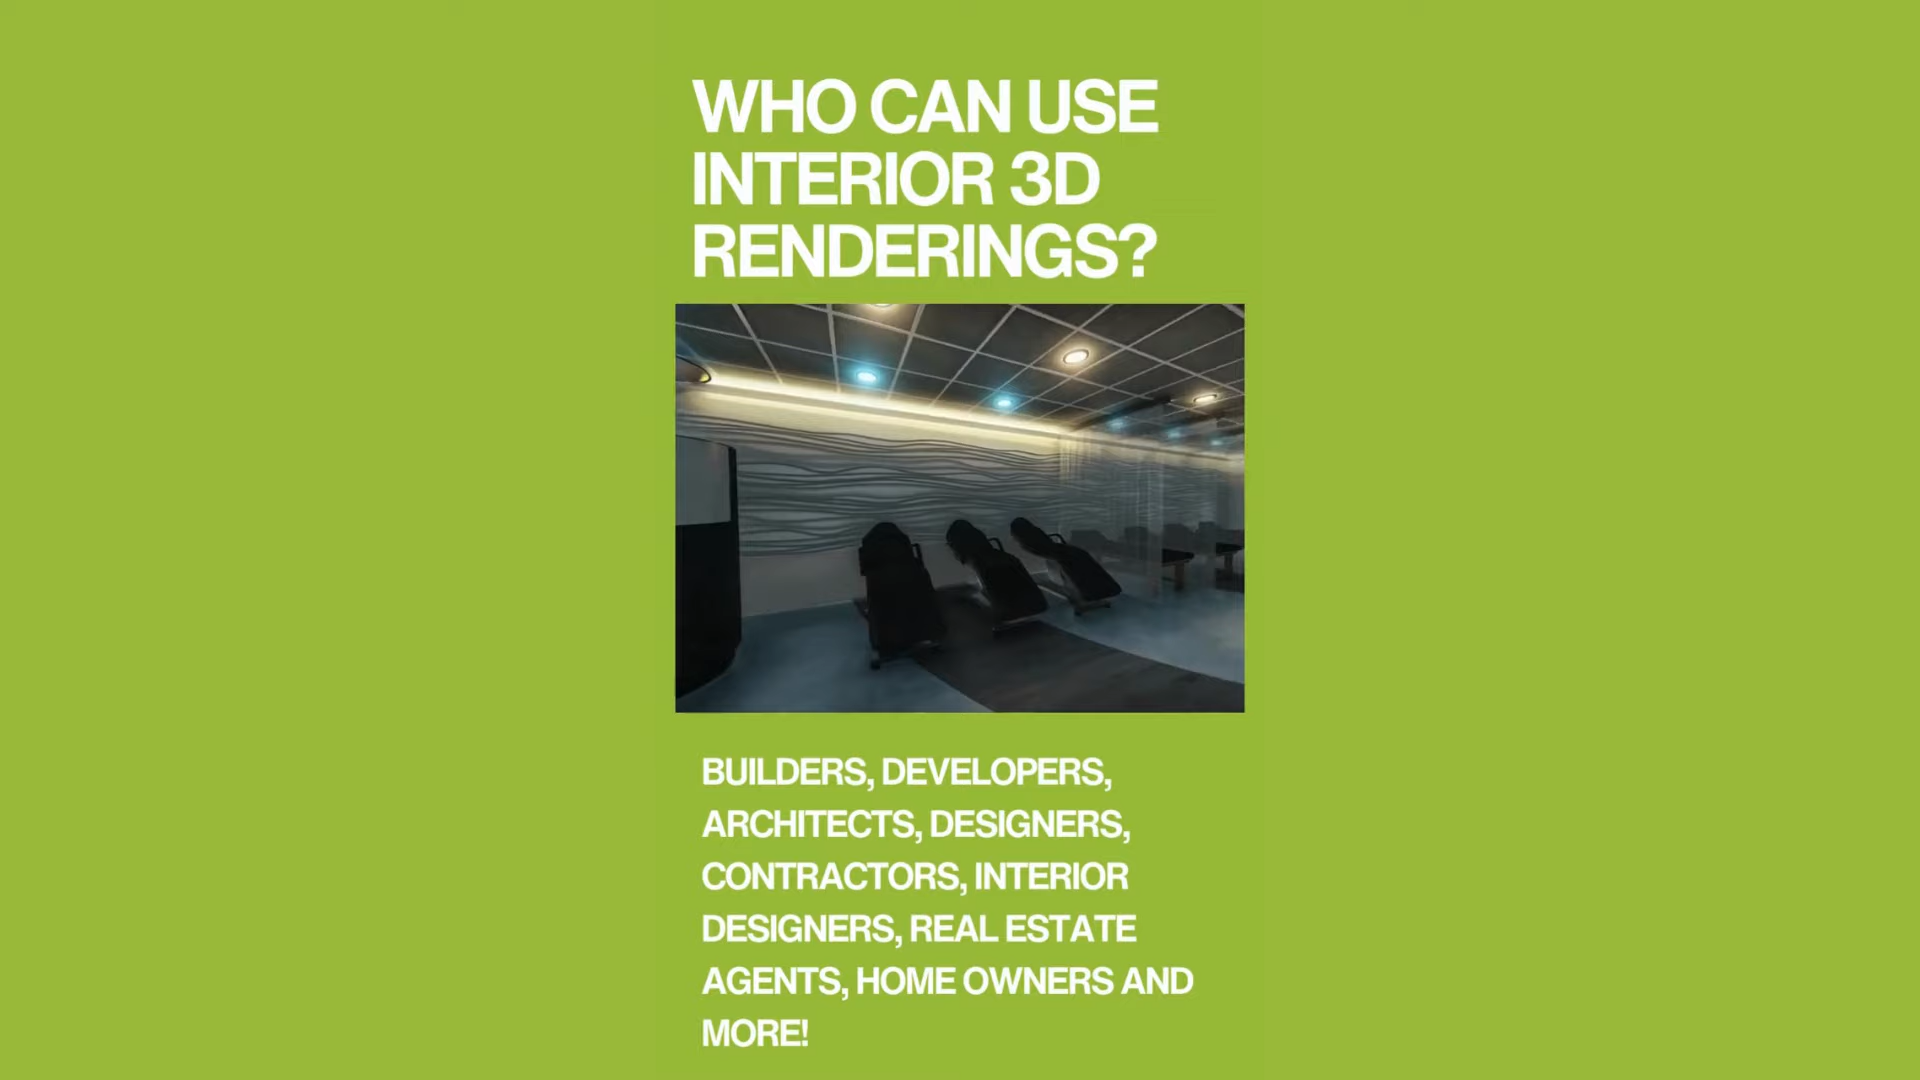 WHO CAN USE
INTERIOR 3D
RENDERINGS?
BUILDERS, DEVELOPERS,
ARCHITECTS, DESIGNERS,
CONTRACTORS, INTERIOR
DESIGNERS, REAL ESTATE
AGENTS, HOME OWNERS AND
MORE!